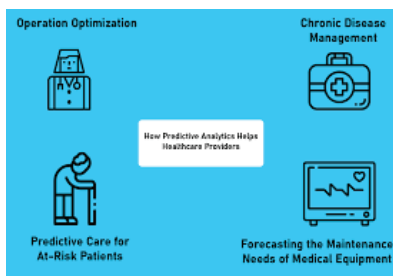 Operation Optimization
Chronic Disease
Management
How Predictive Analytics Helps
Healthcare Providers
Predictive Care for
At-Risk Patients
Forecasting the Maintenance
Needs of Medical Equipment